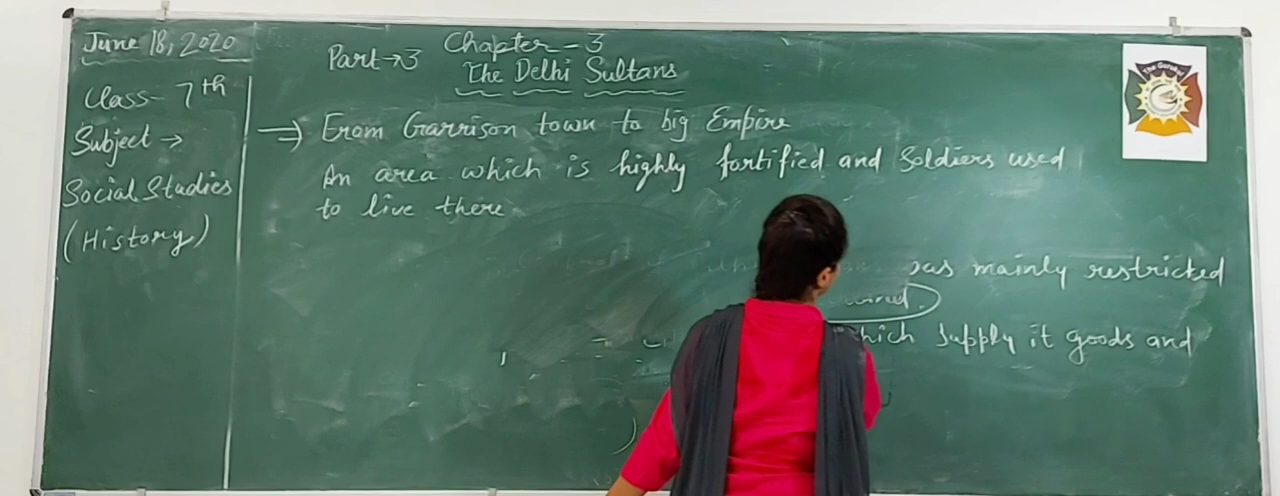 June 18, 2020
Class- 7th
Subject →
Social Studies
(History)
Chapter - 3
Part→3
The Delhi Sultans
→ From Garrison town to big Empire
An area which is highly fortified and Soldiers used
to live there
mainly restricted
supply it goods and
The Gurukul